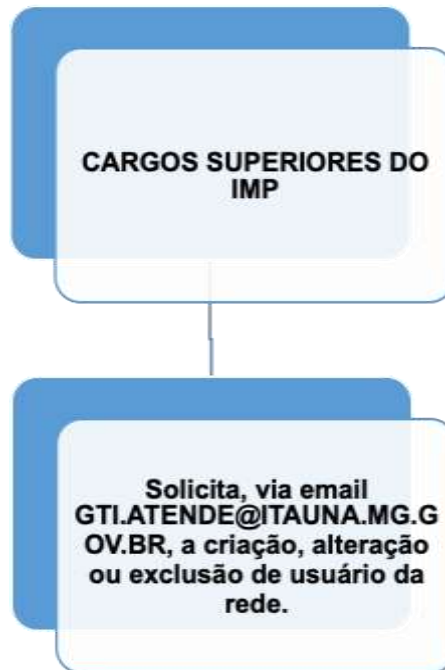 CARGOS SUPERIORES DO
IMP
Solicita, via email
GTI.ATENDE@ITAUNA.MG.G
OV.BR, a criação, alteração
ou exclusão de usuário da
rede.